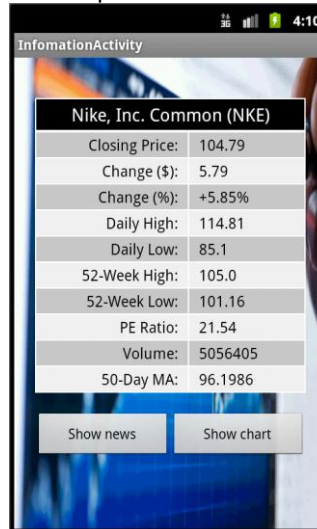 3G 4:10
InfomationActivity
Nike, Inc. Common (NKE)
Closing Price: 104.79
Change ($): 5.79
Change (%): +5.85%
Daily High: 114.81
Daily Low: 85.1
52-Week High: 105.0
52-Week Low: 101.16
PE Ratio: 21.54
Volume: 5056405
50-Day MA: 96.1986
Show news Show chart